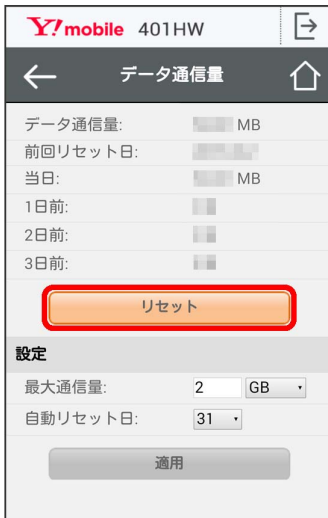 Y!mobile 401HW
データ通信量
データ通信量: MB
前回リセット日:
当日: MB
1日前:
2日前:
3日前:
リセット
設定
最大通信量: 2 GB
自動リセット日: 31
適用